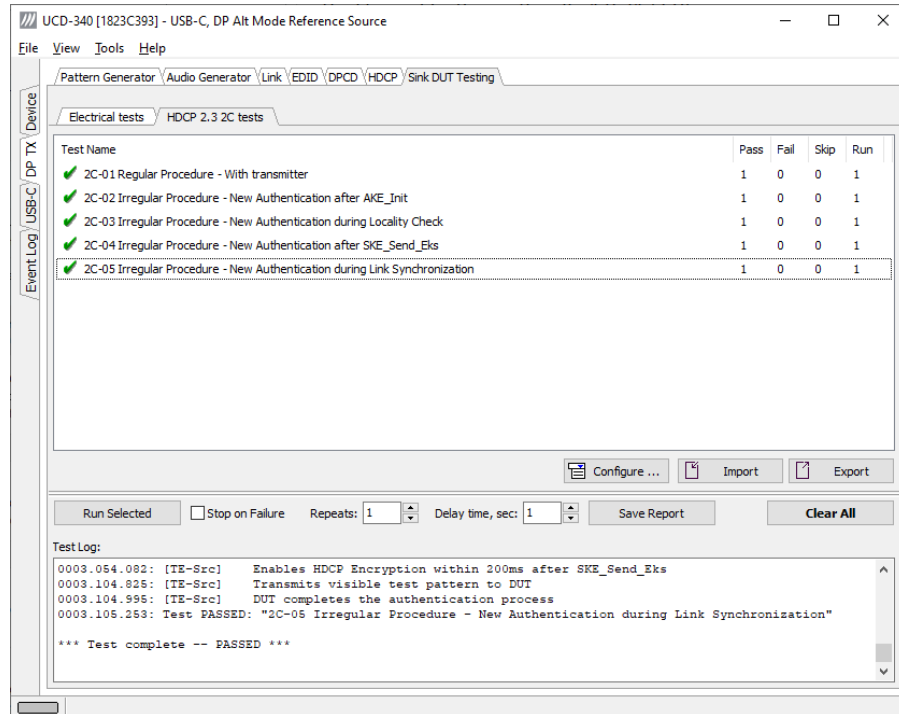 UCD-340 [1823C393] - USB-C, DP Alt Mode Reference Source
File View Tools Help
Pattern Generator Audio Generator Link EDID DPCD HDCP Sink DUT Testing
Device
DP TX
USB-C
Event Log
Electrical tests HDCP 2.3 2C tests
Test Name Pass Fail Skip Run
2C-01 Regular Procedure - With transmitter 1 0 0 1
2C-02 Irregular Procedure - New Authentication after AKE_Init 1 0 0 1
2C-03 Irregular Procedure - New Authentication during Locality Check 1 0 0 1
2C-04 Irregular Procedure - New Authentication after SKE_Send_Eks 1 0 0 1
2C-05 Irregular Procedure - New Authentication during Link Synchronization 1 0 0 1
Configure ... Import Export
Run Selected Stop on Failure Repeats: 1 Delay time, sec: 1 Save Report Clear All
Test Log:
0003.054.082: [TE-Src] Enables HDCP Encryption within 200ms after SKE_Send_Eks
0003.104.825: [TE-Src] Transmits visible test pattern to DUT
0003.104.995: [TE-Src] DUT completes the authentication process
0003.105.253: Test PASSED: "2C-05 Irregular Procedure - New Authentication during Link Synchronization"
*** Test complete -- PASSED ***